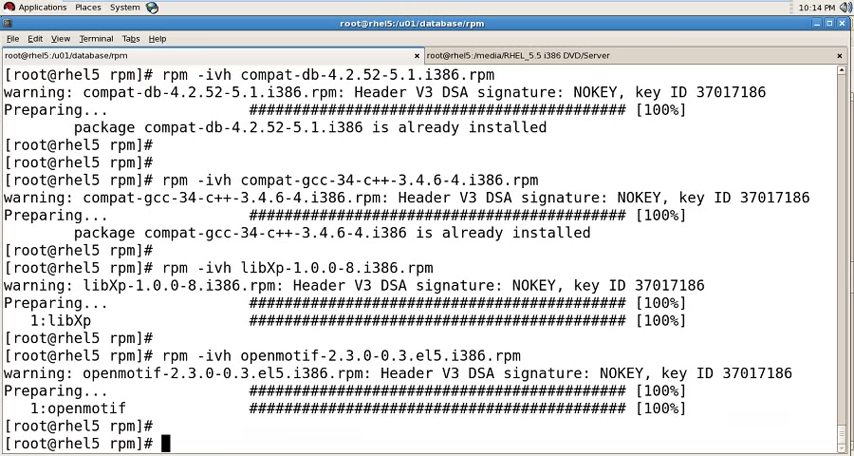 Applications Places System 10:14 PM
root@rhel5:/u01/database/rpm
File Edit View Terminal Tabs Help
root@rhel5:/u01/database/rpm root@rhel5:/media/RHEL_5.5 i386 DVD/Server
[root@rhel5 rpm]# rpm -ivh compat-db-4.2.52-5.1.i386.rpm
warning: compat-db-4.2.52-5.1.i386.rpm: Header V3 DSA signature: NOKEY, key ID 37017186
Preparing... ########################################### [100%]
package compat-db-4.2.52-5.1.i386 is already installed
[root@rhel5 rpm]#
[root@rhel5 rpm]#
[root@rhel5 rpm]# rpm -ivh compat-gcc-34-c++-3.4.6-4.i386.rpm
warning: compat-gcc-34-c++-3.4.6-4.i386.rpm: Header V3 DSA signature: NOKEY, key ID 37017186
Preparing... ########################################### [100%]
package compat-gcc-34-c++-3.4.6-4.i386 is already installed
[root@rhel5 rpm]#
[root@rhel5 rpm]# rpm -ivh libXp-1.0.0-8.i386.rpm
warning: libXp-1.0.0-8.i386.rpm: Header V3 DSA signature: NOKEY, key ID 37017186
Preparing... ########################################### [100%]
1:libXp ########################################### [100%]
[root@rhel5 rpm]#
[root@rhel5 rpm]# rpm -ivh openmotif-2.3.0-0.3.el5.i386.rpm
warning: openmotif-2.3.0-0.3.el5.i386.rpm: Header V3 DSA signature: NOKEY, key ID 37017186
Preparing... ########################################### [100%]
1:openmotif ########################################### [100%]
[root@rhel5 rpm]#
[root@rhel5 rpm]#